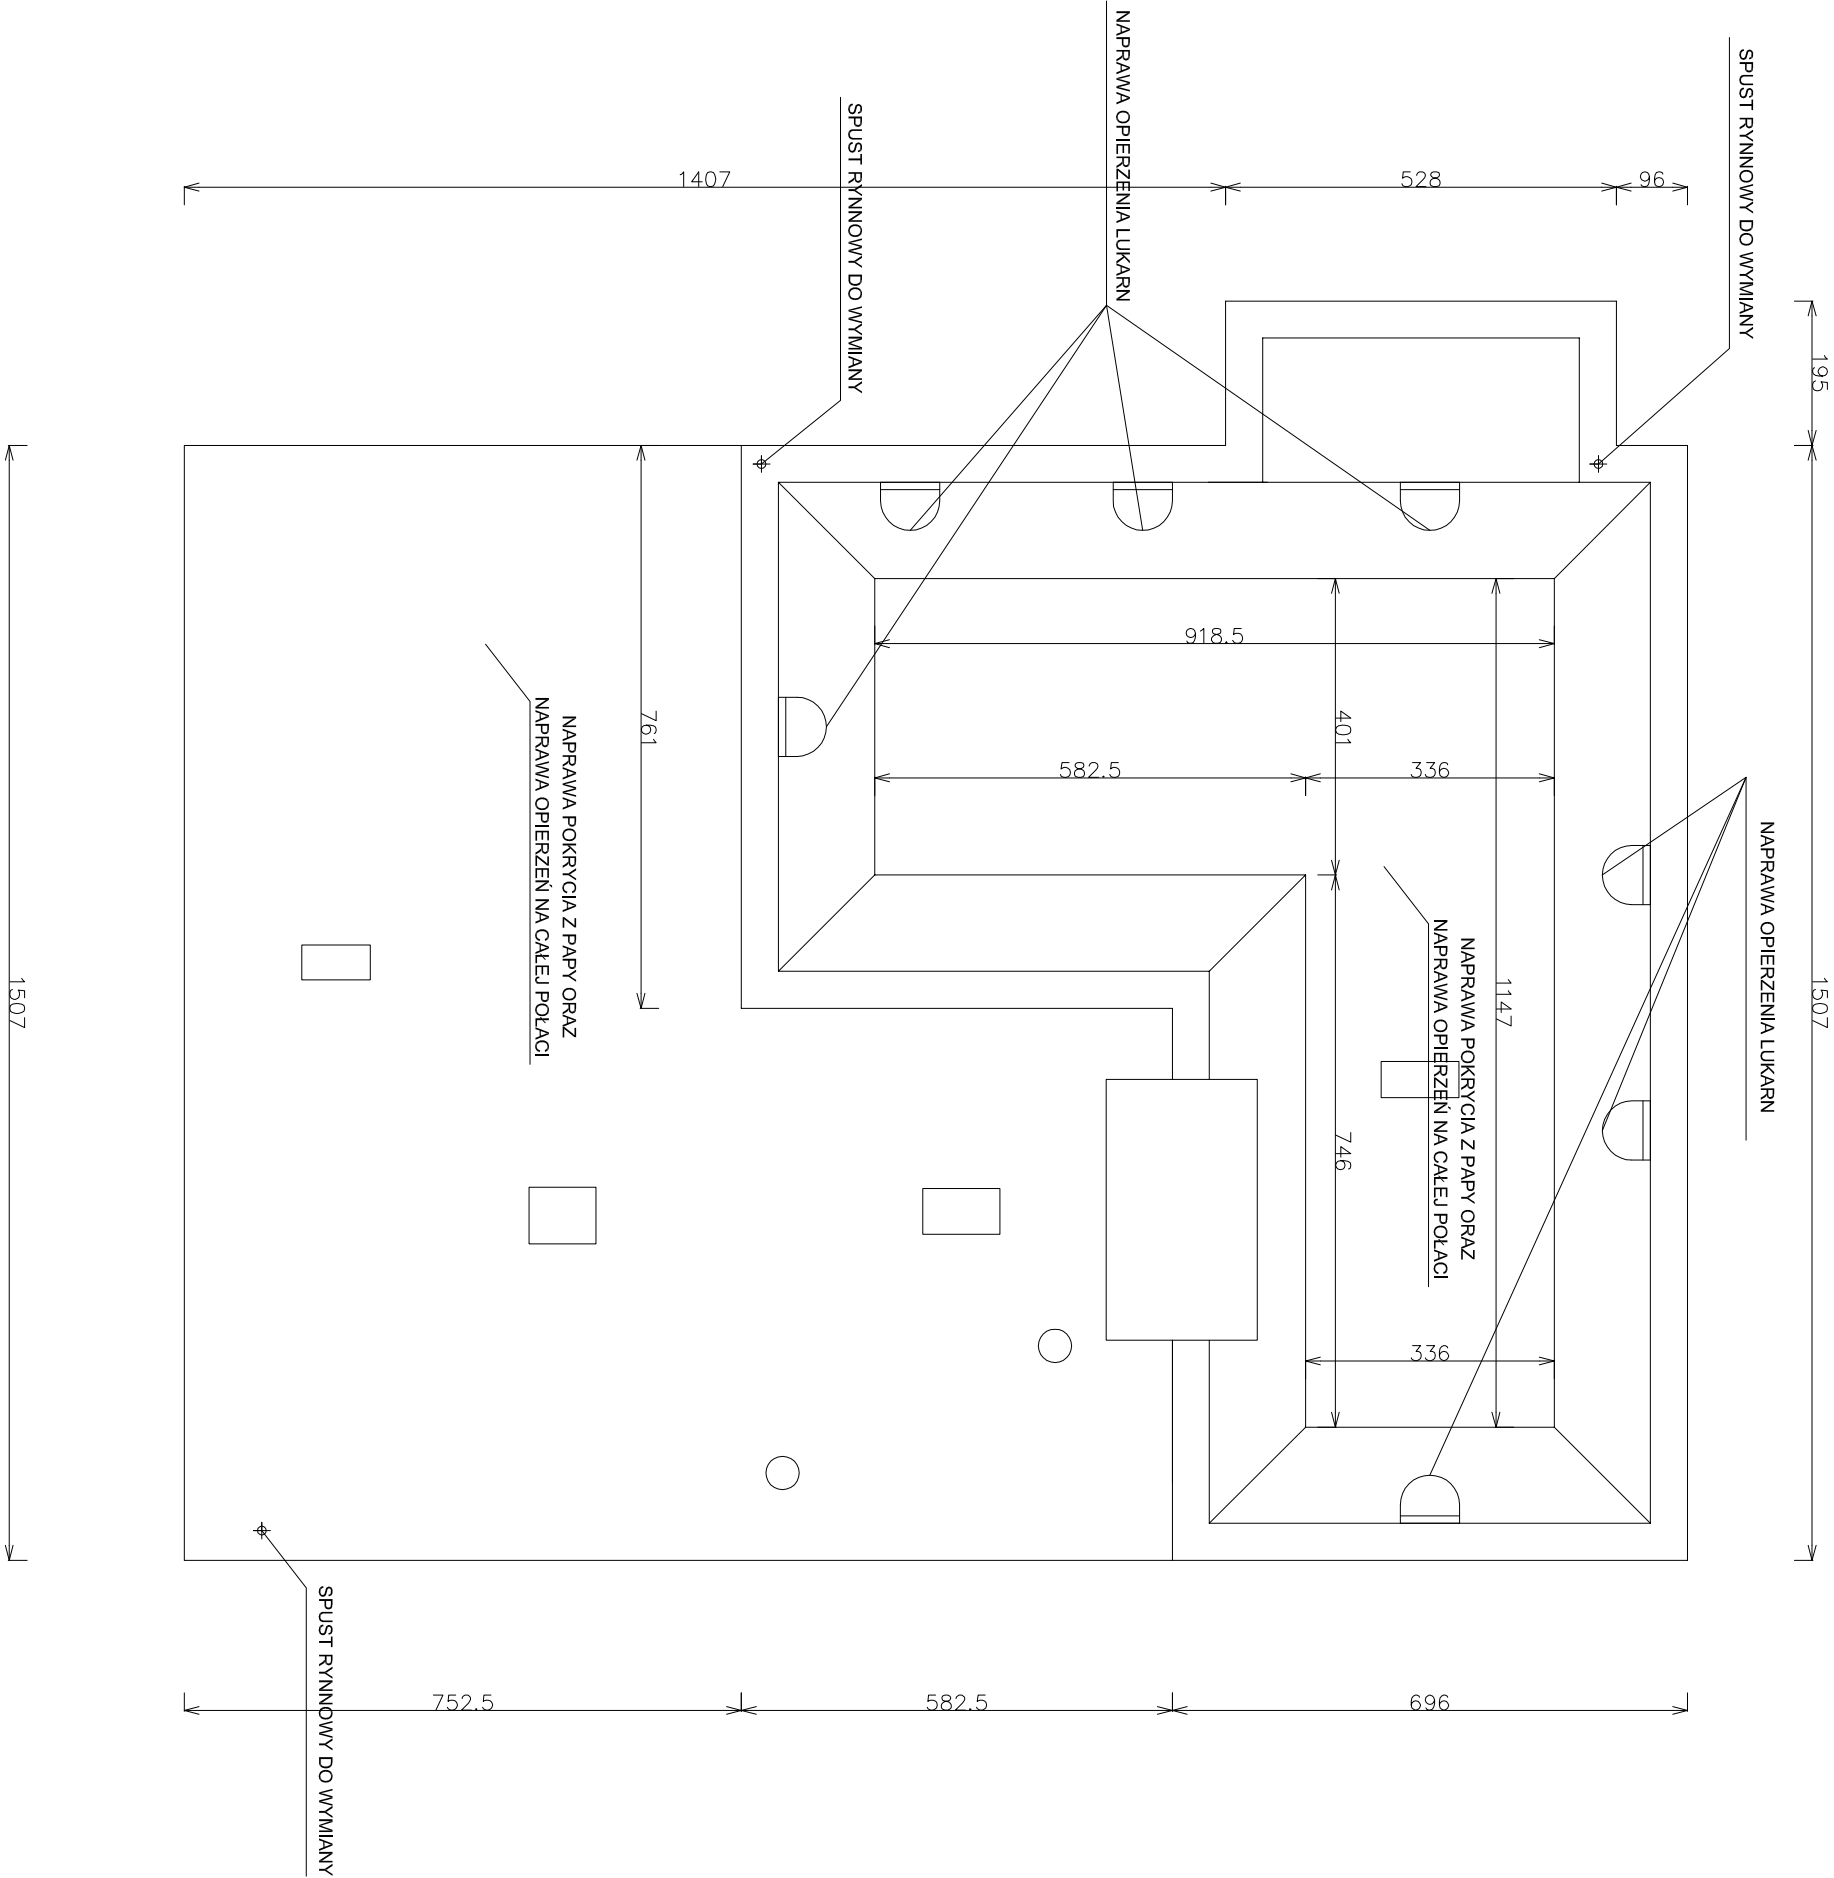 SPUST RYNNOWY DO WYMIANY
NAPRAWA OPIERZENIA LUKARN
SPUST RYNNOWY DO WYMIANY
1407
528
96
195
918.5
401
582.5
336
761
NAPRAWA POKRYCIA Z PAPY ORAZ
NAPRAWA OPIERZEŃ NA CAŁEJ POŁACI
NAPRAWA OPIERZENIA LUKARN
NAPRAWA POKRYCIA Z PAPY ORAZ
NAPRAWA OPIERZEŃ NA CAŁEJ POŁACI
1147
1507
1507
746
336
SPUST RYNNOWY DO WYMIANY
752.5
582.5
696